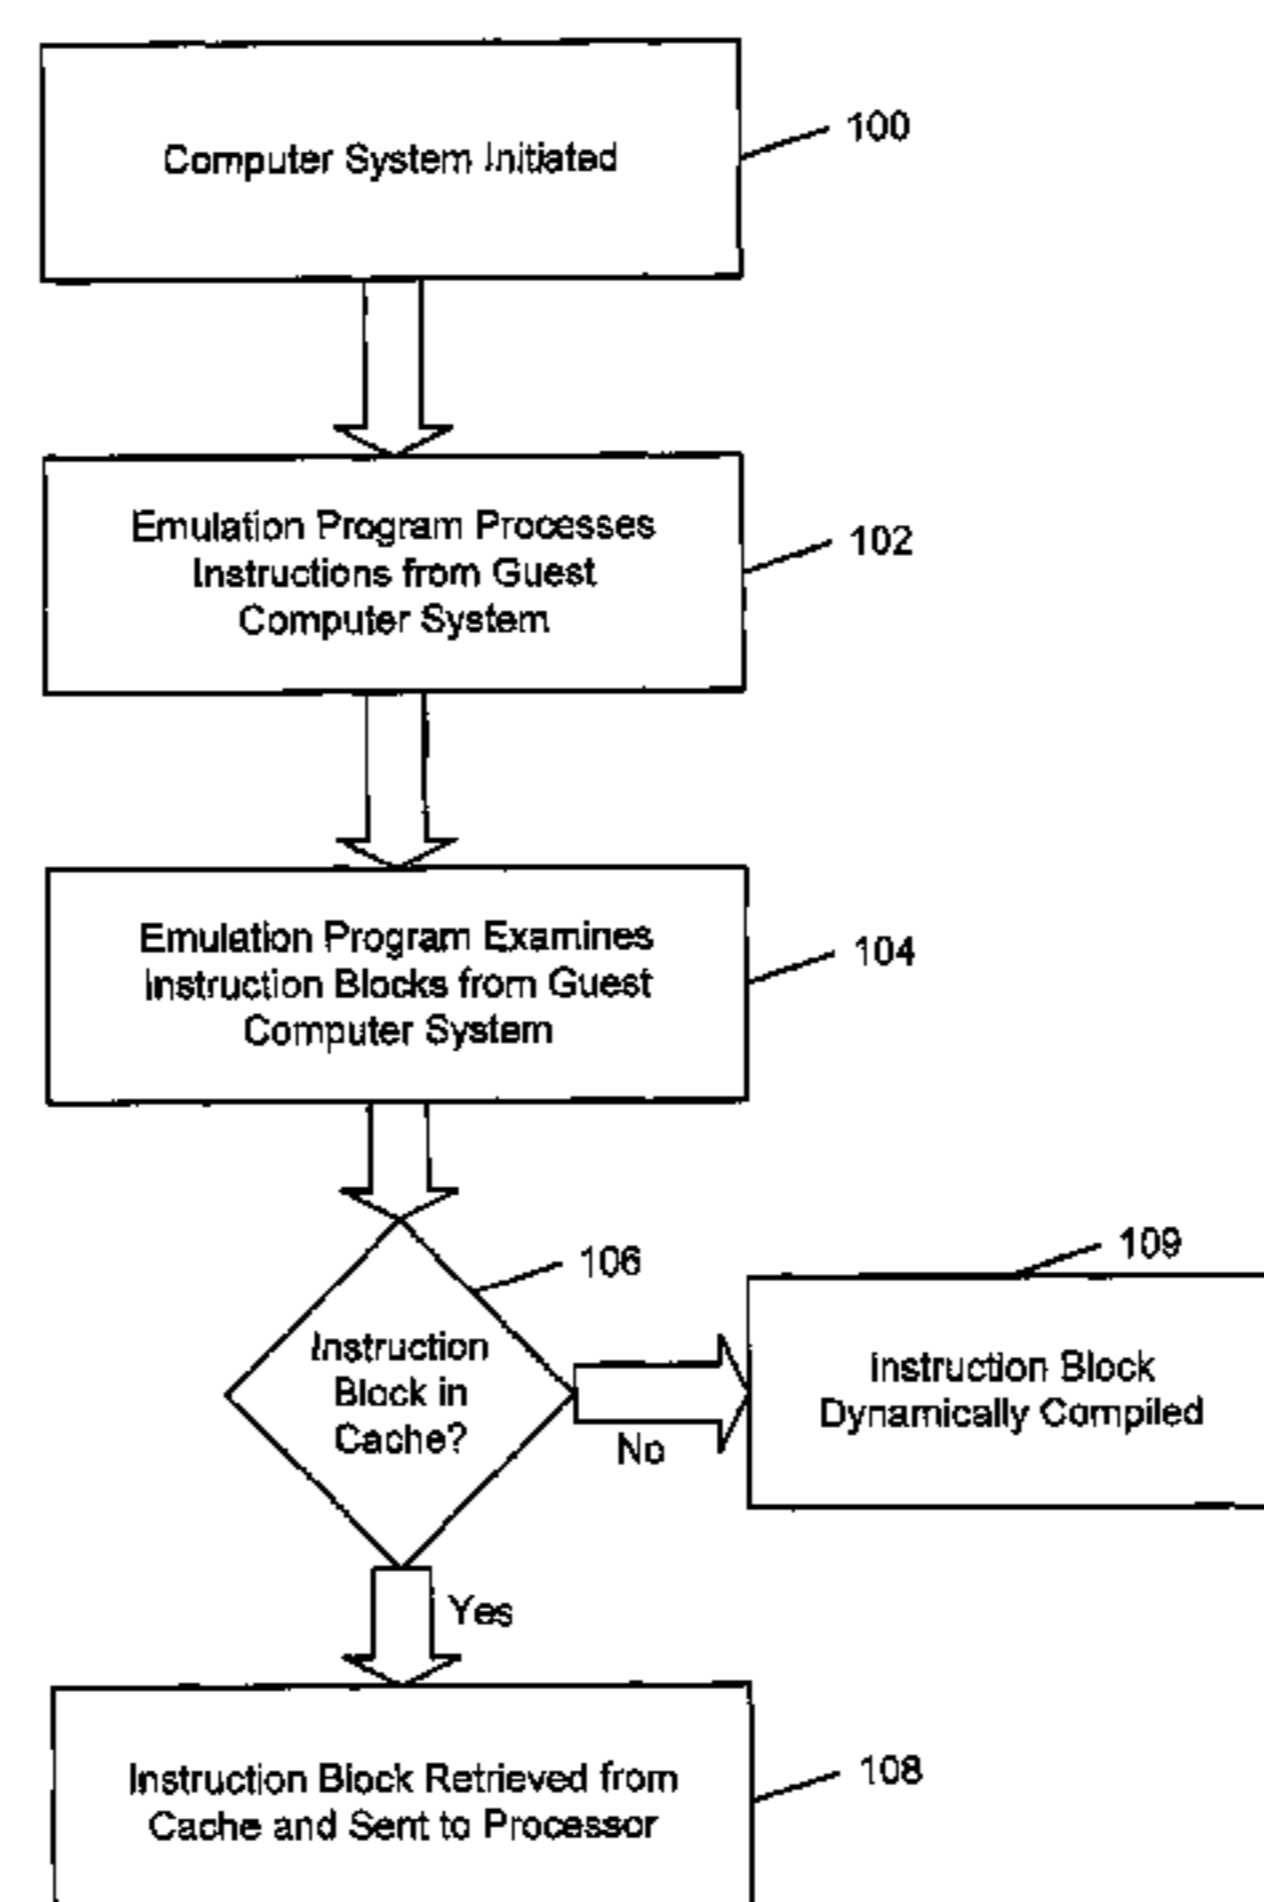 Computer System Initiated
100
Emulation Program Processes
Instructions from Guest
Computer System
102
Emulation Program Examines
Instruction Blocks from Guest
Computer System
104
106
Instruction
Block in
Cache?
No
109
Instruction Block
Dynamically Compiled
Yes
Instruction Block Retrieved from
Cache and Sent to Processor
108